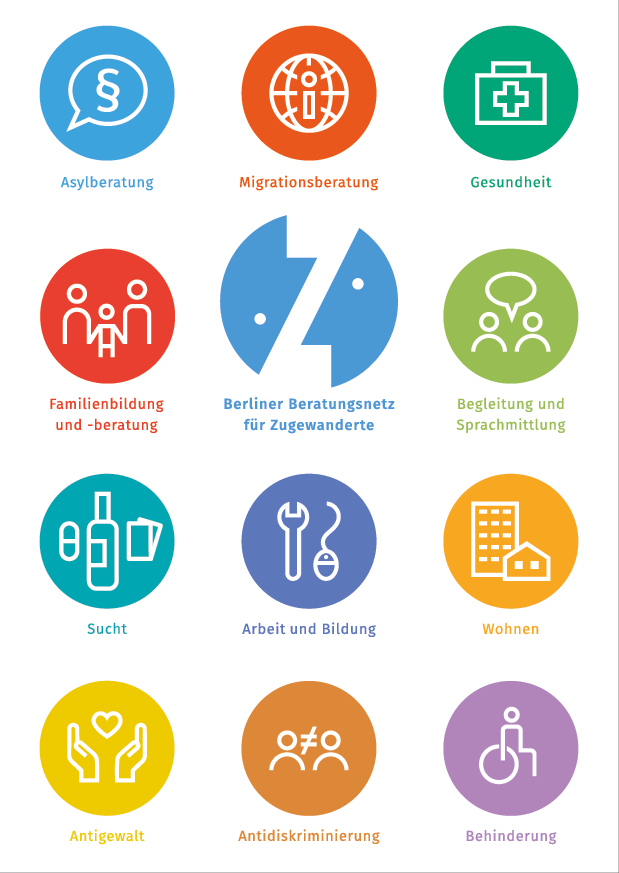 §
i
Asylberatung
Migrationsberatung
Gesundheit
Familienbildung
und -beratung
Berliner Beratungsnetz
für Zugewanderte
Begleitung und
Sprachmittlung
Sucht
Arbeit und Bildung
Wohnen
≠
Antigewalt
Antidiskriminierung
Behinderung